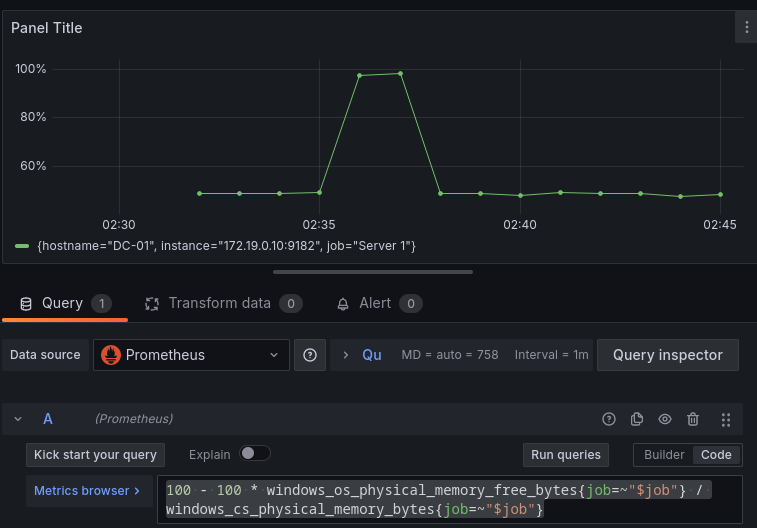 Panel Title
100%
80%
60%
02:30 02:35 02:40 02:45
{hostname="DC-01", instance="172.19.0.10:9182", job="Server 1"}
Query 1 Transform data 0 Alert 0
Data source Prometheus Qu MD = auto = 758 Interval = 1m Query inspector
A (Prometheus)
Kick start your query Explain Run queries Builder Code
Metrics browser > 100 - 100 * windows_os_physical_memory_free_bytes{job=~"$job"} /
windows_cs_physical_memory_bytes{job=~"$job"}